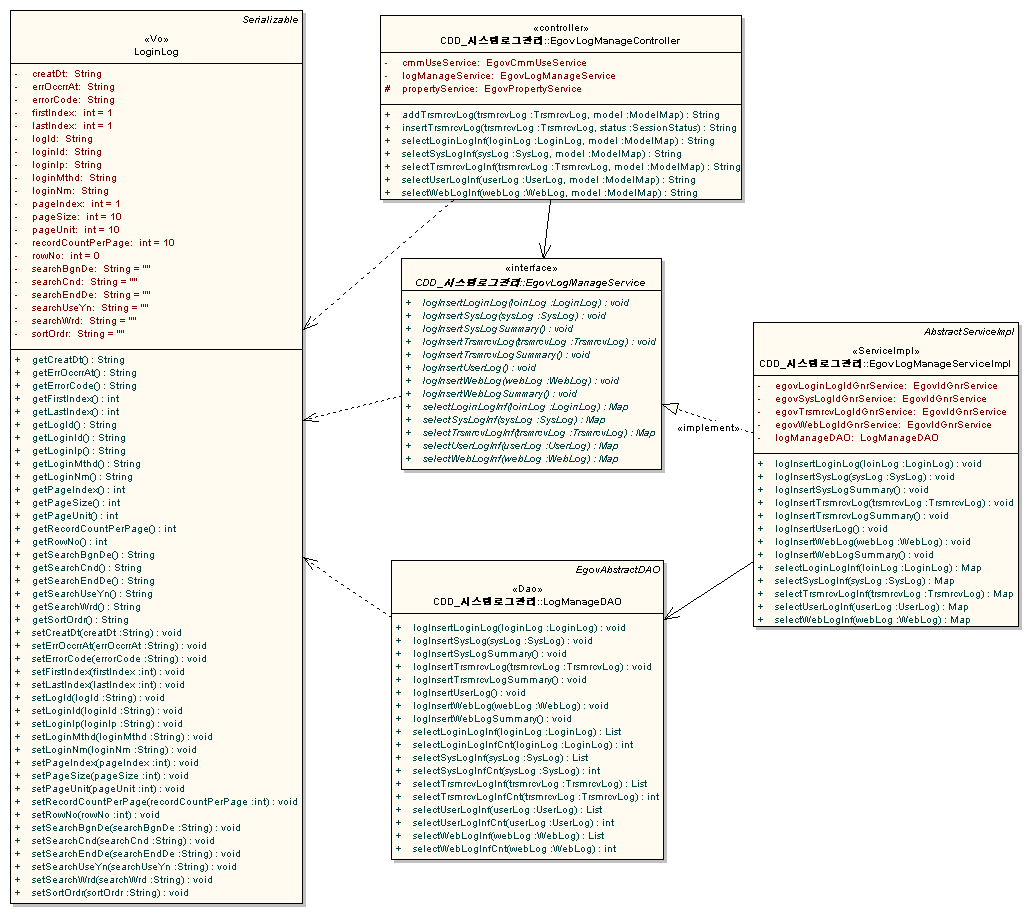 Serializable
«Vo»
LoginLog
- creatDt: String
- errOccrrAt: String
- errorCode: String
- firstIndex: int = 1
- lastIndex: int = 1
- logId: String
- loginId: String
- loginIp: String
- loginMthd: String
- loginNm: String
- pageIndex: int = 1
- pageSize: int = 10
- pageUnit: int = 10
- recordCountPerPage: int = 10
- rowNo: int = 0
- searchBgnDe: String = ""
- searchCnd: String = ""
- searchEndDe: String = ""
- searchUseYn: String = ""
- searchWrd: String = ""
- sortOrdr: String = ""
+ getCreatDt() : String
+ getErrOccrrAt() : String
+ getErrorCode() : String
+ getFirstIndex() : int
+ getLastIndex() : int
+ getLogId() : String
+ getLoginId() : String
+ getLoginIp() : String
+ getLoginMthd() : String
+ getLoginNm() : String
+ getPageIndex() : int
+ getPageSize() : int
+ getPageUnit() : int
+ getRecordCountPerPage() : int
+ getRowNo() : int
+ getSearchBgnDe() : String
+ getSearchCnd() : String
+ getSearchEndDe() : String
+ getSearchUseYn() : String
+ getSearchWrd() : String
+ getSortOrdr() : String
+ setCreatDt(creatDt :String) : void
+ setErrOccrrAt(errOccrrAt :String) : void
+ setErrorCode(errorCode :String) : void
+ setFirstIndex(firstIndex :int) : void
+ setLastIndex(lastIndex :int) : void
+ setLogId(logId :String) : void
+ setLoginId(loginId :String) : void
+ setLoginIp(loginIp :String) : void
+ setLoginMthd(loginMthd :String) : void
+ setLoginNm(loginNm :String) : void
+ setPageIndex(pageIndex :int) : void
+ setPageSize(pageSize :int) : void
+ setPageUnit(pageUnit :int) : void
+ setRecordCountPerPage(recordCountPerPage :int) : void
+ setRowNo(rowNo :int) : void
+ setSearchBgnDe(searchBgnDe :String) : void
+ setSearchCnd(searchCnd :String) : void
+ setSearchEndDe(searchEndDe :String) : void
+ setSearchUseYn(searchUseYn :String) : void
+ setSearchWrd(searchWrd :String) : void
+ setSortOrdr(sortOrdr :String) : void
«controller»
CDD_시스템로그관리::EgovLogManageController
- cmmUseService: EgovCmmUseService
- logManageService: EgovLogManageService
# propertyService: EgovPropertyService
+ addTrsmrcvLog(trsmrcvLog :TrsmrcvLog, model :ModelMap) : String
+ insertTrsmrcvLog(trsmrcvLog :TrsmrcvLog, status :SessionStatus) : String
+ selectLoginLogInf(loginLog :LoginLog, model :ModelMap) : String
+ selectSysLogInf(sysLog :SysLog, model :ModelMap) : String
+ selectTrsmrcvLogInf(trsmrcvLog :TrsmrcvLog, model :ModelMap) : String
+ selectUserLogInf(userLog :UserLog, model :ModelMap) : String
+ selectWebLogInf(webLog :WebLog, model :ModelMap) : String
«interface»
CDD_시스템로그관리::EgovLogManageService
+ logInsertLoginLog(loinLog :LoginLog) : void
+ logInsertSysLog(sysLog :SysLog) : void
+ logInsertSysLogSummary() : void
+ logInsertTrsmrcvLog(trsmrcvLog :TrsmrcvLog) : void
+ logInsertTrsmrcvLogSummary() : void
+ logInsertUserLog() : void
+ logInsertWebLog(webLog :WebLog) : void
+ logInsertWebLogSummary() : void
+ selectLoginLogInf(loinLog :LoginLog) : Map
+ selectSysLogInf(sysLog :SysLog) : Map
+ selectTrsmrcvLogInf(trsmrcvLog :TrsmrcvLog) : Map
+ selectUserLogInf(userLog :UserLog) : Map
+ selectWebLogInf(webLog :WebLog) : Map
«implement»
AbstractServiceImpl
«ServiceImpl»
CDD_시스템로그관리::EgovLogManageServiceImpl
- egovLoginLogIdGnrService: EgovIdGnrService
- egovSysLogIdGnrService: EgovIdGnrService
- egovTrsmrcvLogIdGnrService: EgovIdGnrService
- egovWebLogIdGnrService: EgovIdGnrService
- logManageDAO: LogManageDAO
+ logInsertLoginLog(loinLog :LoginLog) : void
+ logInsertSysLog(sysLog :SysLog) : void
+ logInsertSysLogSummary() : void
+ logInsertTrsmrcvLog(trsmrcvLog :TrsmrcvLog) : void
+ logInsertTrsmrcvLogSummary() : void
+ logInsertUserLog() : void
+ logInsertWebLog(webLog :WebLog) : void
+ logInsertWebLogSummary() : void
+ selectLoginLogInf(loinLog :LoginLog) : Map
+ selectSysLogInf(sysLog :SysLog) : Map
+ selectTrsmrcvLogInf(trsmrcvLog :TrsmrcvLog) : Map
+ selectUserLogInf(userLog :UserLog) : Map
+ selectWebLogInf(webLog :WebLog) : Map
EgovAbstractDAO
«Dao»
CDD_시스템로그관리::LogManageDAO
+ logInsertLoginLog(loginLog :LoginLog) : void
+ logInsertSysLog(sysLog :SysLog) : void
+ logInsertSysLogSummary() : void
+ logInsertTrsmrcvLog(trsmrcvLog :TrsmrcvLog) : void
+ logInsertTrsmrcvLogSummary() : void
+ logInsertUserLog() : void
+ logInsertWebLog(webLog :WebLog) : void
+ logInsertWebLogSummary() : void
+ selectLoginLogInf(loginLog :LoginLog) : List
+ selectLoginLogInfCnt(loginLog :LoginLog) : int
+ selectSysLogInf(sysLog :SysLog) : List
+ selectSysLogInfCnt(sysLog :SysLog) : int
+ selectTrsmrcvLogInf(trsmrcvLog :TrsmrcvLog) : List
+ selectTrsmrcvLogInfCnt(trsmrcvLog :TrsmrcvLog) : int
+ selectUserLogInf(userLog :UserLog) : List
+ selectUserLogInfCnt(userLog :UserLog) : int
+ selectWebLogInf(webLog :WebLog) : List
+ selectWebLogInfCnt(webLog :WebLog) : int